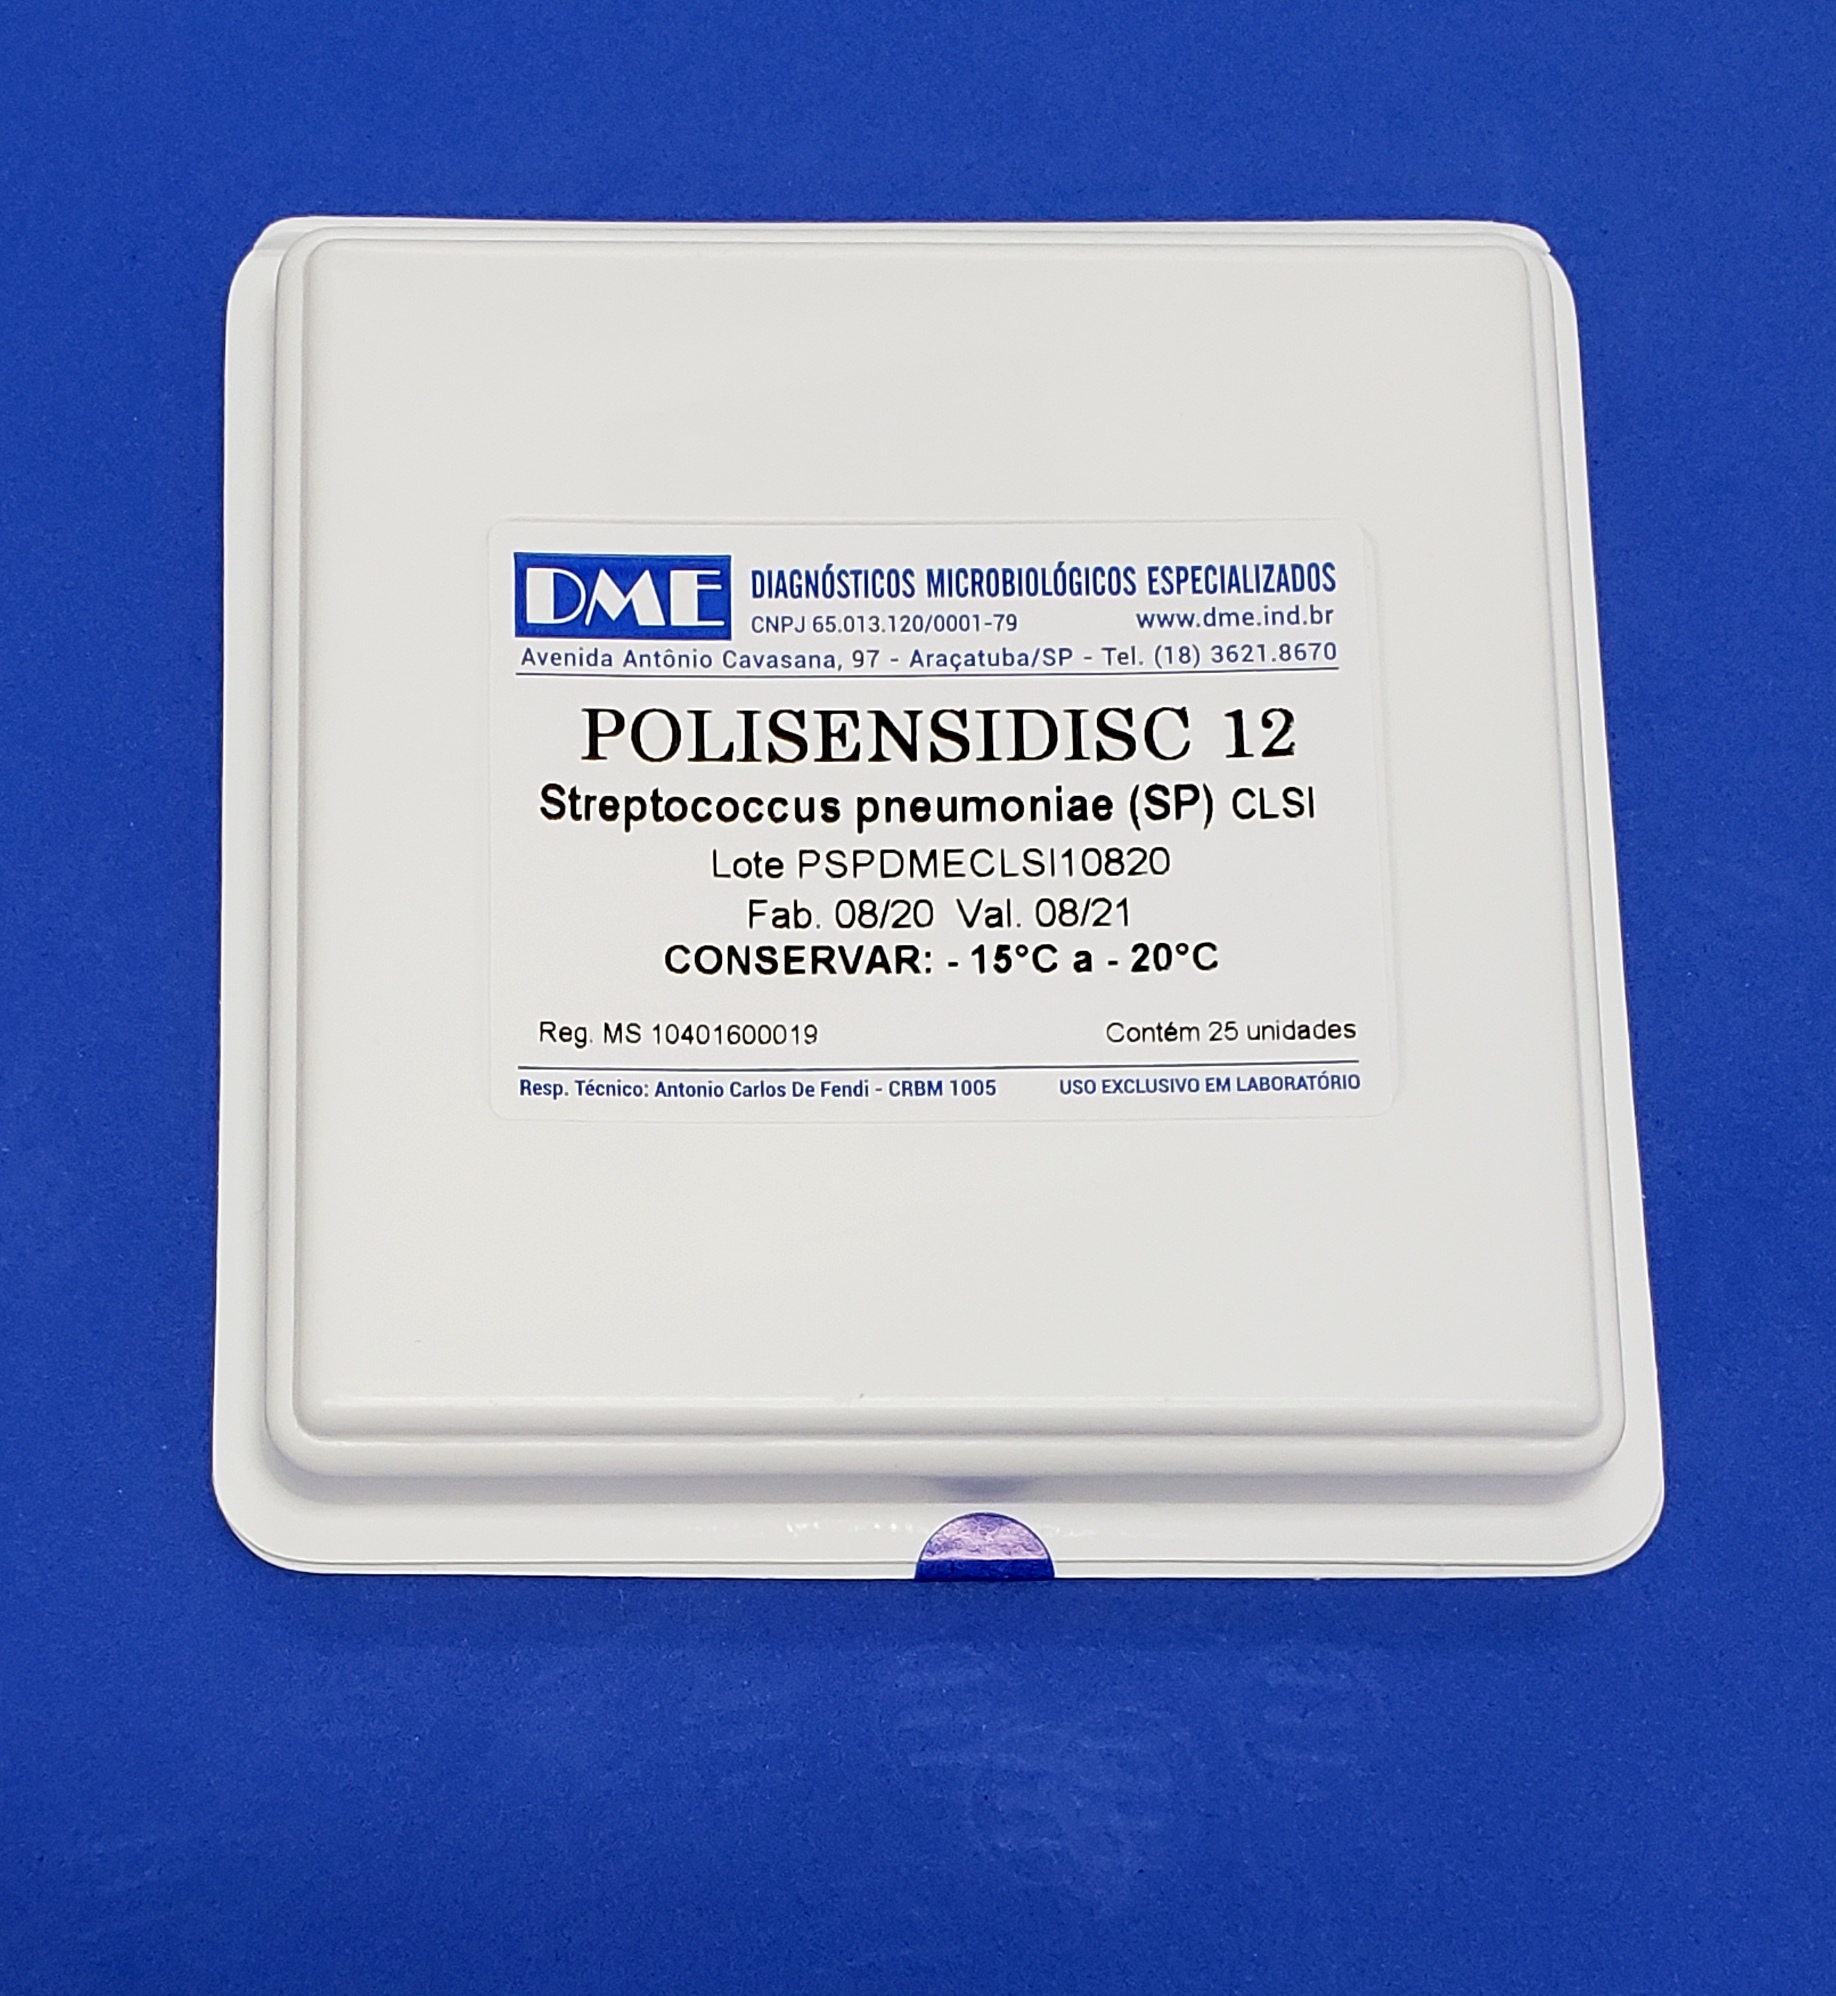 DME
DIAGNÓSTICOS MICROBIOLÓGICOS ESPECIALIZADOS
CNPJ 65.013.120/0001-79 www.dme.ind.br
Avenida Antônio Cavasana, 97 - Araçatuba/SP - Tel. (18) 3621.8670
POLISENSIDISC 12
Streptococcus pneumoniae (SP) CLSI
Lote PSPDMECLSI10820
Fab. 08/20 Val. 08/21
CONSERVAR: - 15°C a - 20°C
Reg. MS 10401600019 Contém 25 unidades
Resp. Técnico: Antonio Carlos De Fendi - CRBM 1005 USO EXCLUSIVO EM LABORATÓRIO